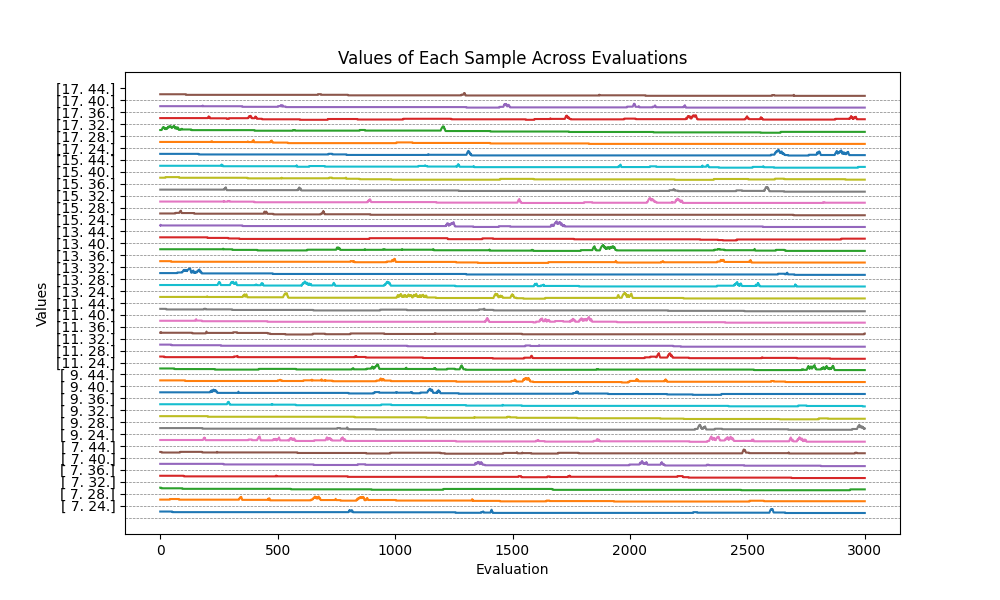 Values of Each Sample Across Evaluations
[17. 44.]
[17. 40.]
[17. 36.]
[17. 32.]
[17. 28.]
[17. 24.]
[15. 44.]
[15. 40.]
[15. 36.]
[15. 32.]
[15. 28.]
[15. 24.]
[13. 44.]
[13. 40.]
[13. 36.]
[13. 32.]
[13. 28.]
[13. 24.]
[11. 44.]
[11. 40.]
[11. 36.]
[11. 32.]
[11. 28.]
[11. 24.]
[ 9. 44.]
[ 9. 40.]
[ 9. 36.]
[ 9. 32.]
[ 9. 28.]
[ 9. 24.]
[ 7. 44.]
[ 7. 40.]
[ 7. 36.]
[ 7. 32.]
[ 7. 28.]
[ 7. 24.]
Values
0 500 1000 1500 2000 2500 3000
Evaluation